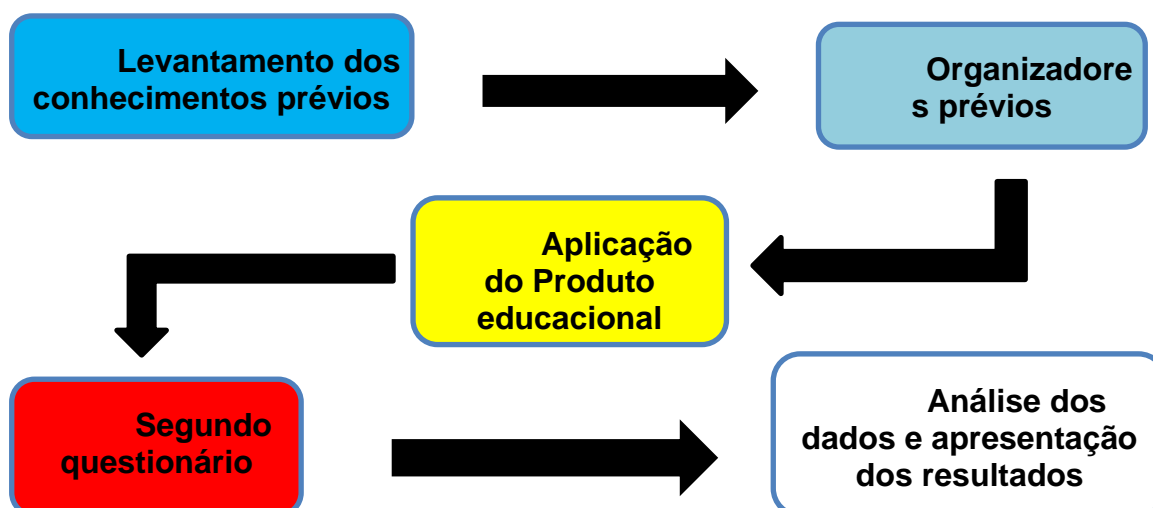 Levantamento dos
conhecimentos prévios
Organizadore
s prévios
Aplicação
do Produto
educacional
Segundo
questionário
Análise dos
dados e apresentação
dos resultados